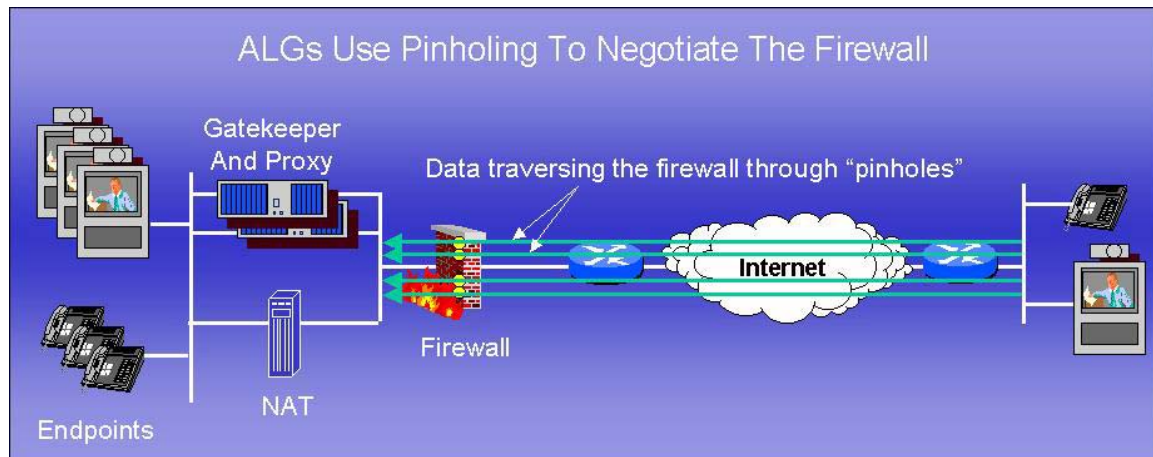 ALGs Use Pinholing To Negotiate The Firewall
Gatekeeper
And Proxy
Data traversing the firewall through “pinholes”
Internet
Firewall
NAT
Endpoints